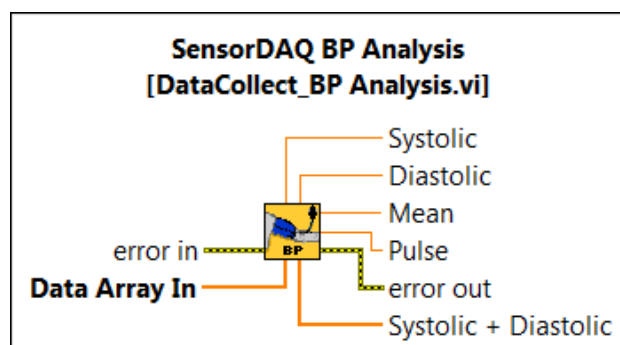 SensorDAQ BP Analysis
[DataCollect_BP Analysis.vi]
Systolic
Diastolic
Mean
error in
BP
Pulse
Data Array In
error out
Systolic + Diastolic